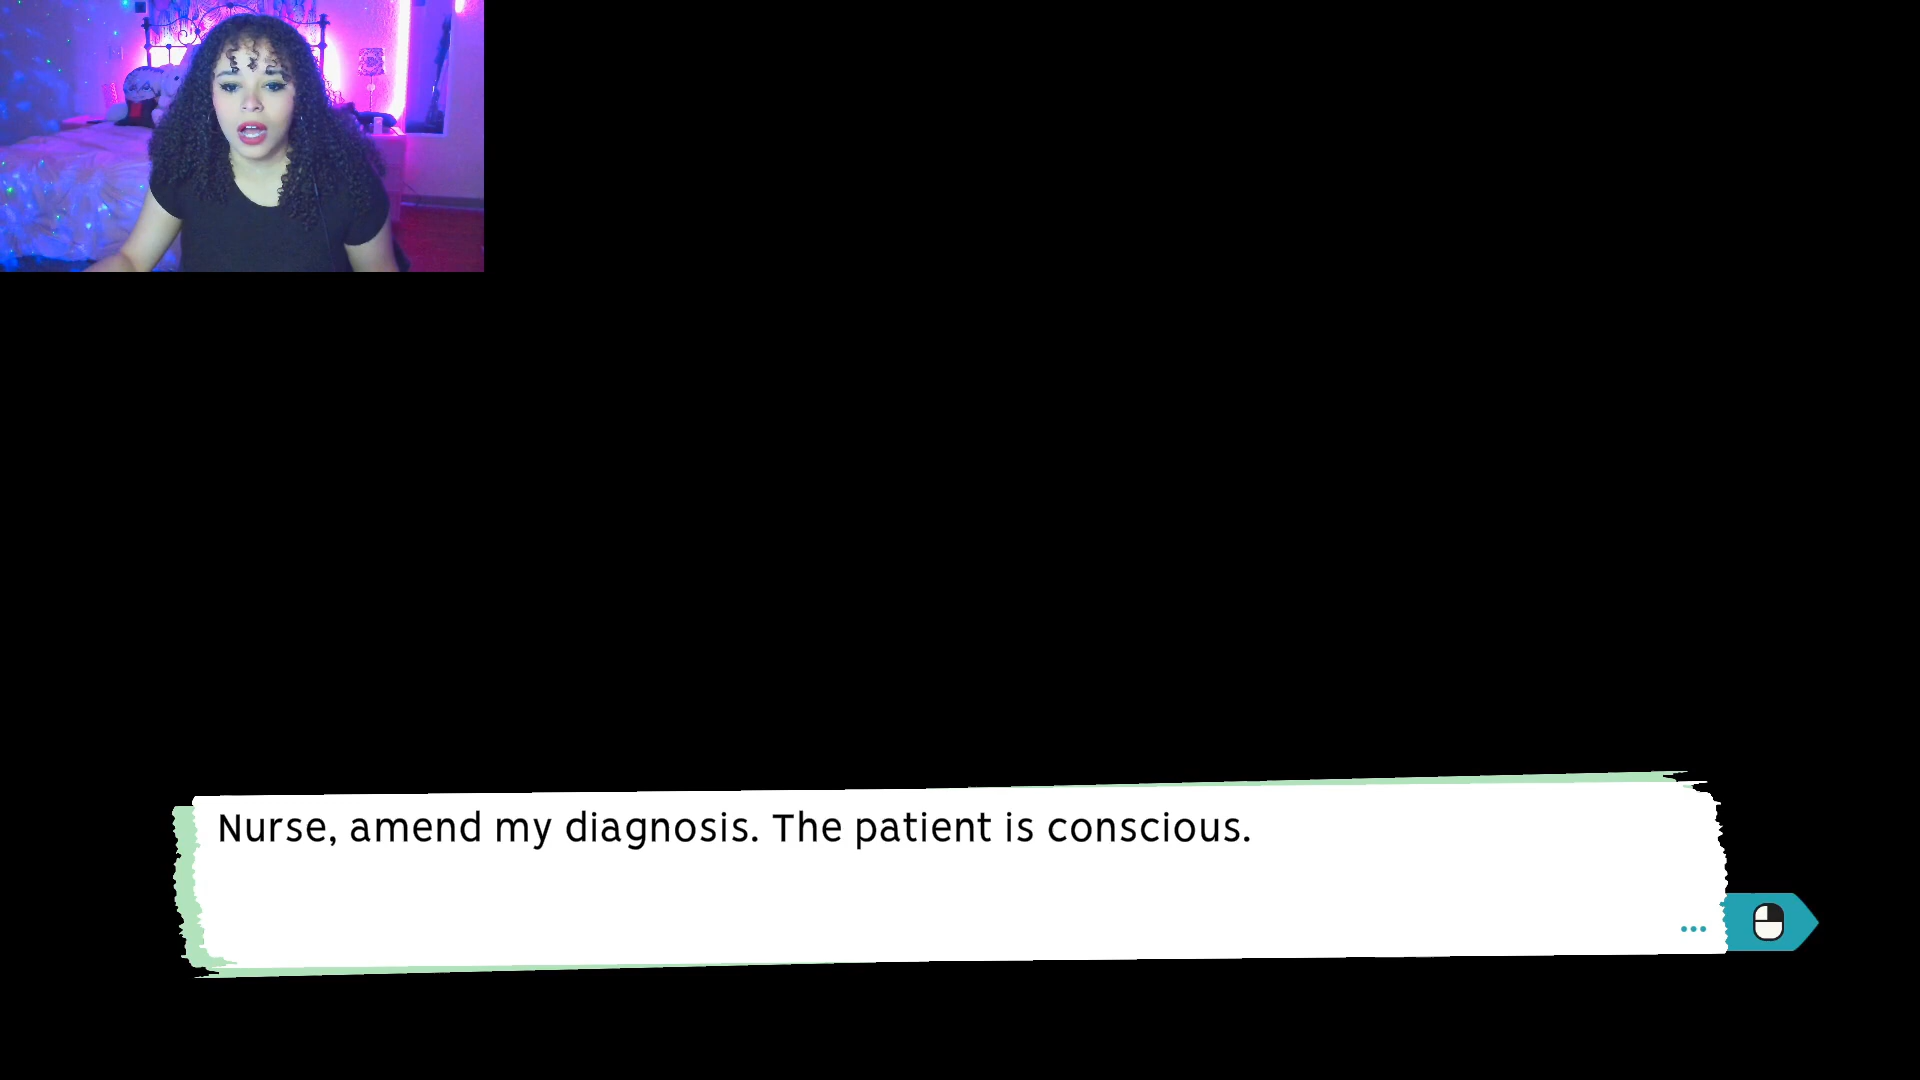 Nurse, amend my diagnosis. The patient is conscious.
...